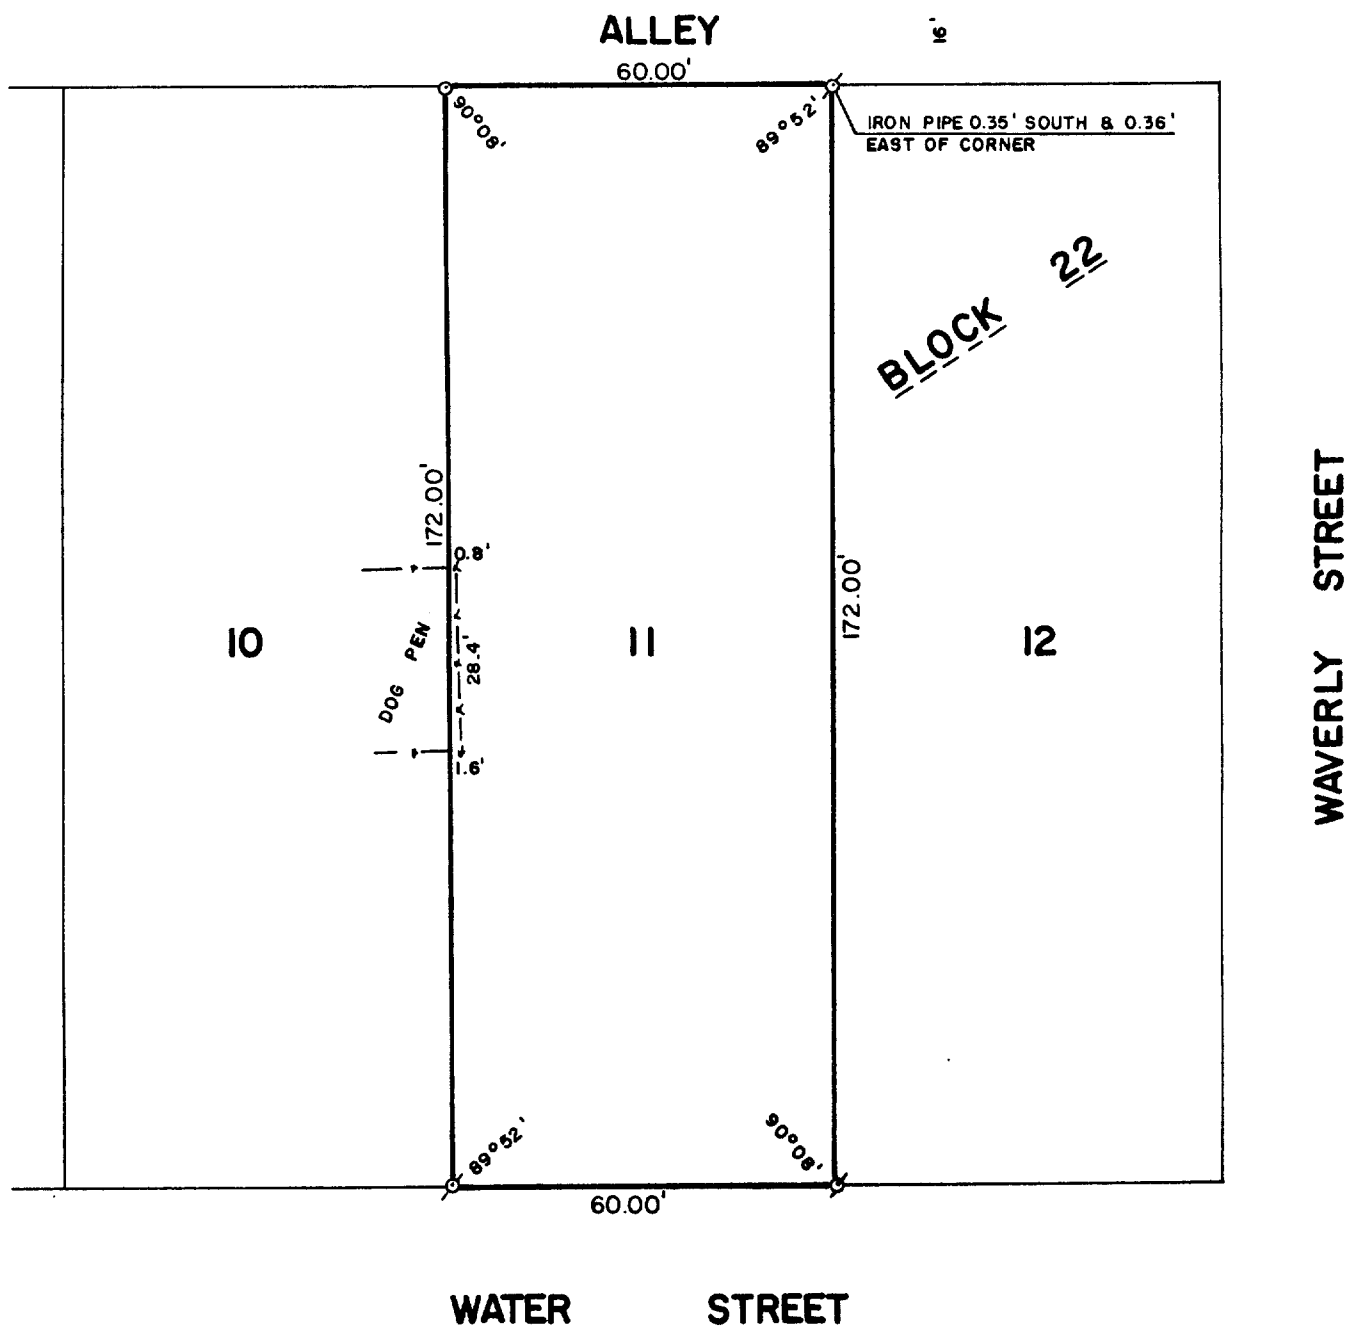 ALLEY
16'
60.00'
90°08'
89°52'
IRON PIPE 0.35' SOUTH & 0.36'
EAST OF CORNER
BLOCK 22
172.00'
0.8'
DOG PEN
28.4'
1.6'
172.00'
10
11
12
WAVERLY STREET
89°52'
90°08'
60.00'
WATER STREET